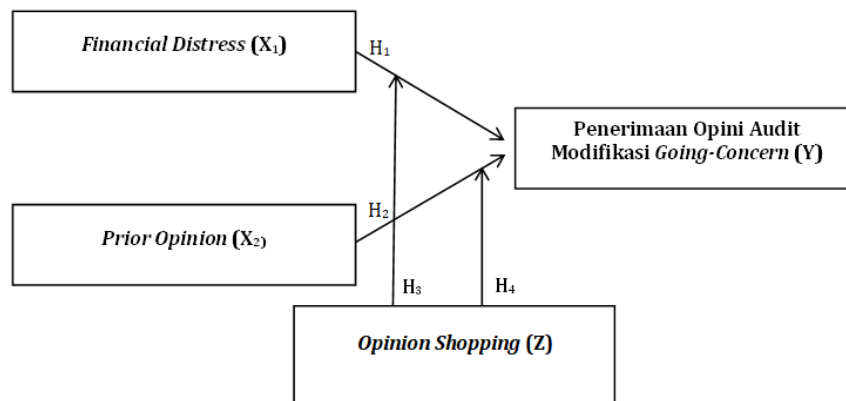 Financial Distress (X₁)
H₁
Penerimaan Opini Audit
Modifikasi Going-Concern (Y)
H₂
Prior Opinion (X₂)
H₃
H₄
Opinion Shopping (Z)